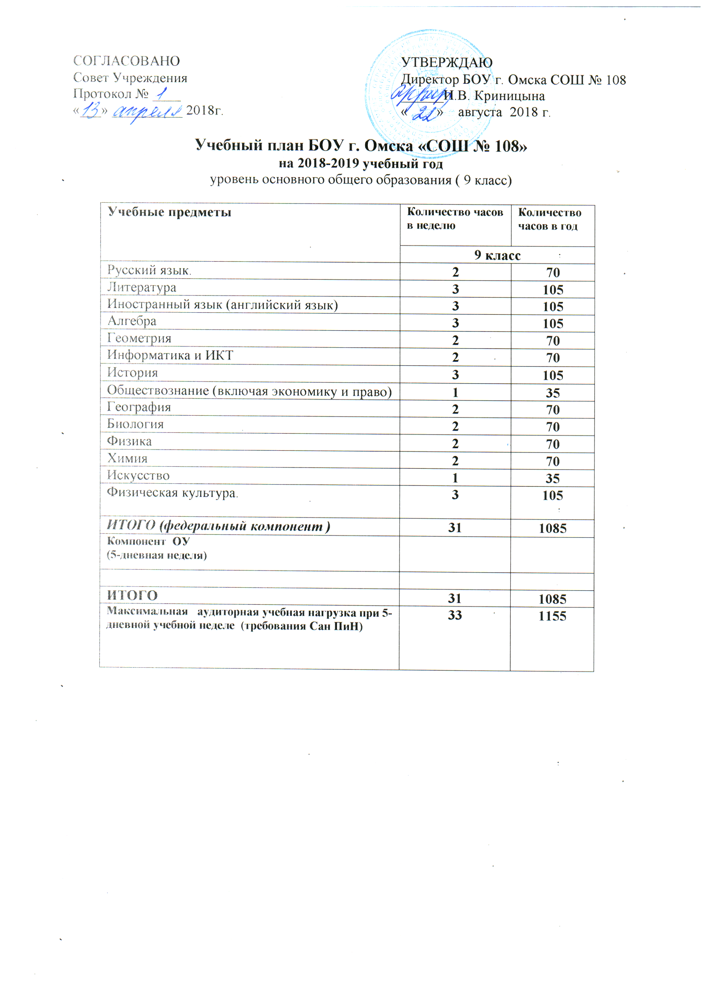 СОГЛАСОВАНО
Совет Учреждения
Протокол № 1
«13» апреля 2018г.
УТВЕРЖДАЮ
Директор БОУ г. Омска СОШ № 108
И.В. Криницына
«22» августа 2018 г.
Учебный план БОУ г. Омска «СОШ № 108»
на 2018-2019 учебный год
уровень основного общего образования ( 9 класс)
Учебные предметы
Количество часов
в неделю
Количество
часов в год
9 класс
Русский язык. 2 70
Литература 3 105
Иностранный язык (английский язык) 3 105
Алгебра 3 105
Геометрия 2 70
Информатика и ИКТ 2 70
История 3 105
Обществознание (включая экономику и право) 1 35
География 2 70
Биология 2 70
Физика 2 70
Химия 2 70
Искусство 1 35
Физическая культура. 3 105
ИТОГО (федеральный компонент ) 31 1085
Компонент ОУ
(5-дневная неделя)
ИТОГО 31 1085
Максимальная аудиторная учебная нагрузка при 5- 33 1155
дневной учебной неделе (требования Сан ПиН)